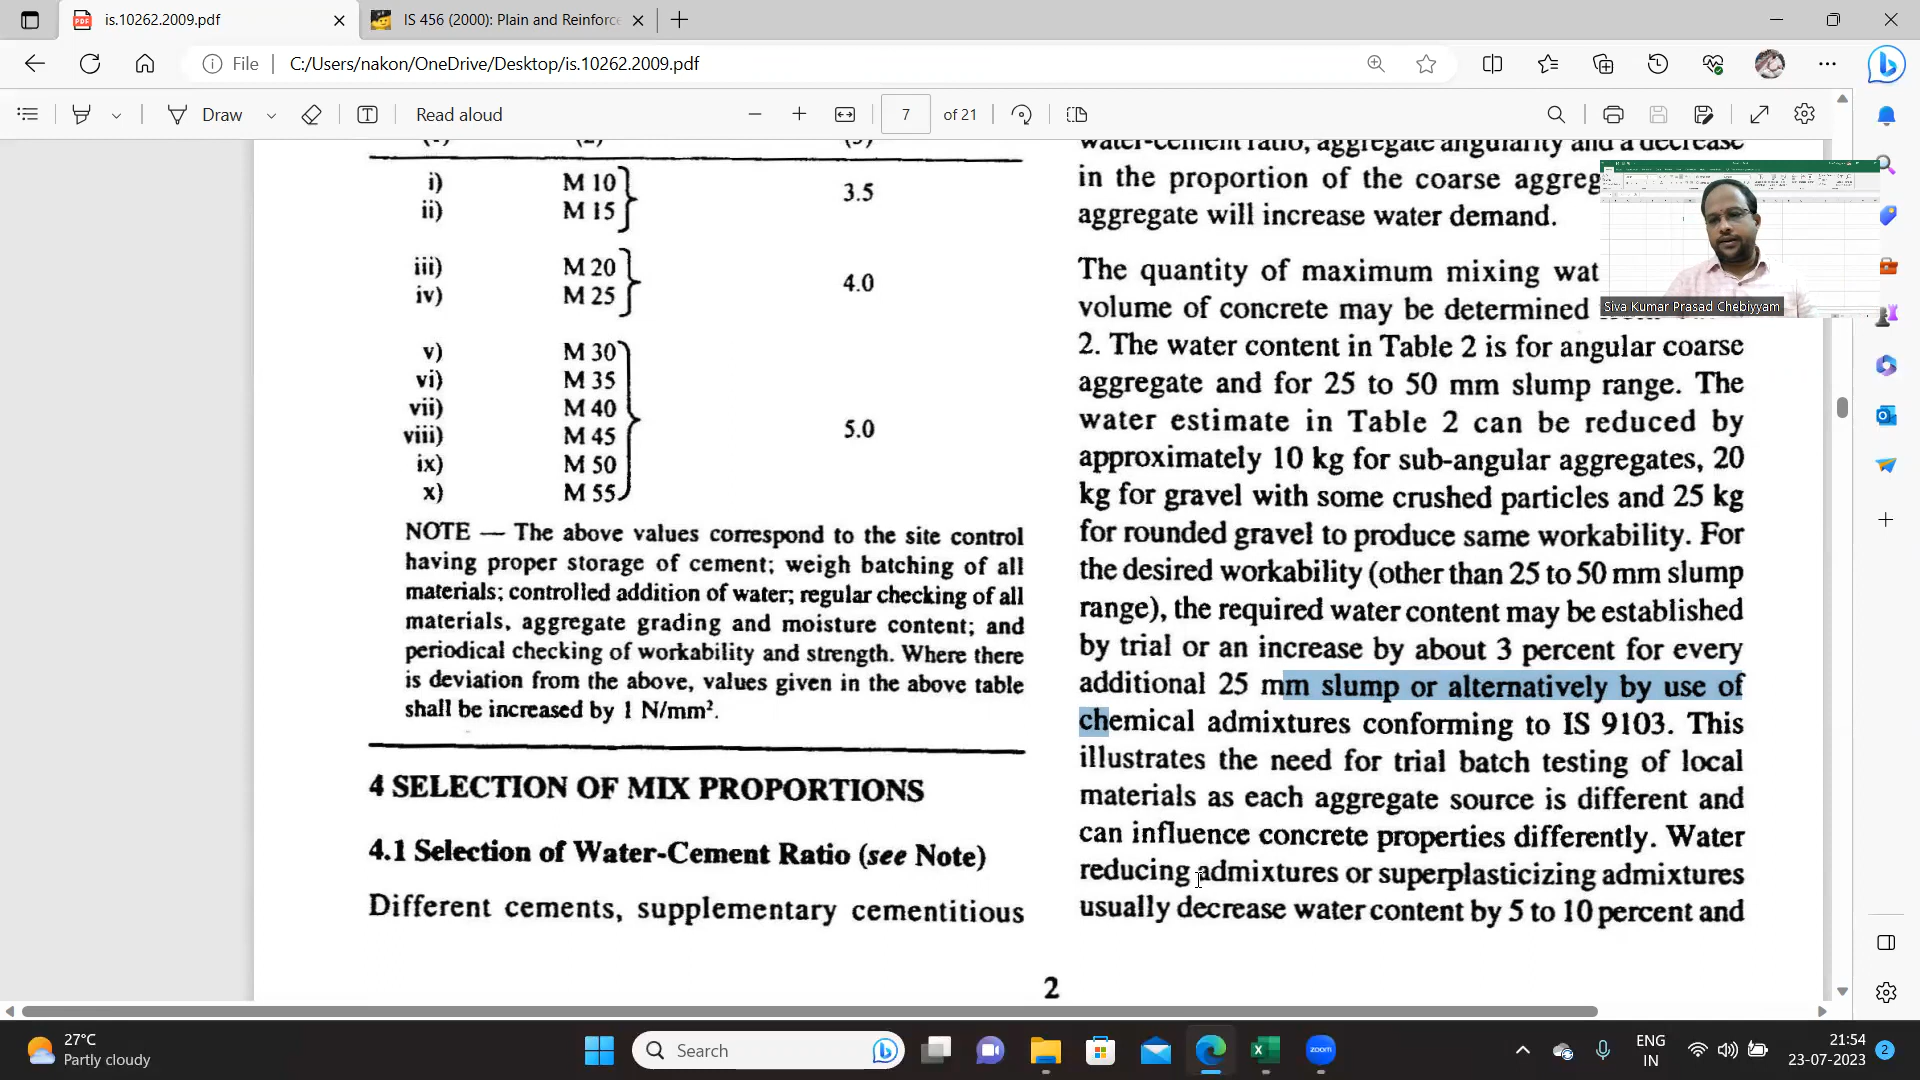 is.10262.2009.pdf
IS 456 (2000): Plain and Reinforce
File
C:/Users/nakon/OneDrive/Desktop/is.10262.2009.pdf
Draw
Read aloud
7
of 21
i) M 10
ii) M 15
3.5
iii) M 20
iv) M 25
4.0
v) M 30
vi) M 35
vii) M 40
viii) M 45
ix) M 50
x) M 55
5.0
NOTE — The above values correspond to the site control
having proper storage of cement; weigh batching of all
materials; controlled addition of water; regular checking of all
materials, aggregate grading and moisture content; and
periodical checking of workability and strength. Where there
is deviation from the above, values given in the above table
shall be increased by 1 N/mm².
4 SELECTION OF MIX PROPORTIONS
4.1 Selection of Water-Cement Ratio (see Note)
Different cements, supplementary cementitious
water-cement ratio, aggregate angularity and a decrease
in the proportion of the coarse aggreg
aggregate will increase water demand.
The quantity of maximum mixing wat
volume of concrete may be determined
2. The water content in Table 2 is for angular coarse
aggregate and for 25 to 50 mm slump range. The
water estimate in Table 2 can be reduced by
approximately 10 kg for sub-angular aggregates, 20
kg for gravel with some crushed particles and 25 kg
for rounded gravel to produce same workability. For
the desired workability (other than 25 to 50 mm slump
range), the required water content may be established
by trial or an increase by about 3 percent for every
additional 25 mm slump or alternatively by use of
chemical admixtures conforming to IS 9103. This
illustrates the need for trial batch testing of local
materials as each aggregate source is different and
can influence concrete properties differently. Water
reducing admixtures or superplasticizing admixtures
usually decrease water content by 5 to 10 percent and
2
Siva Kumar Prasad Chebiyyam
27°C
Partly cloudy
Search
zoom
ENG
IN
21:54
23-07-2023
2